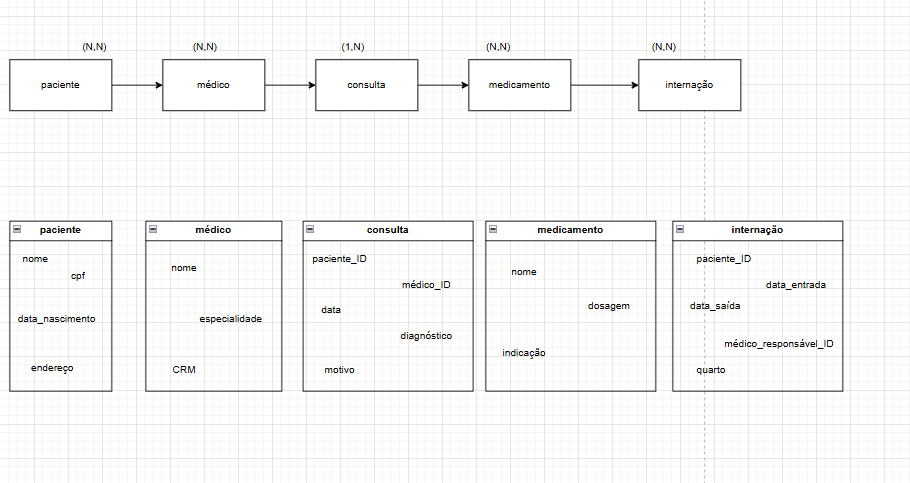 (N,N) (N,N) (1,N) (N,N) (N,N)
paciente médico consulta medicamento internação
paciente
nome
cpf
data_nascimento
endereço
médico
nome
especialidade
CRM
consulta
paciente_ID
médico_ID
data
diagnóstico
motivo
medicamento
nome
dosagem
indicação
internação
paciente_ID
data_entrada
data_saída
médico_responsável_ID
quarto